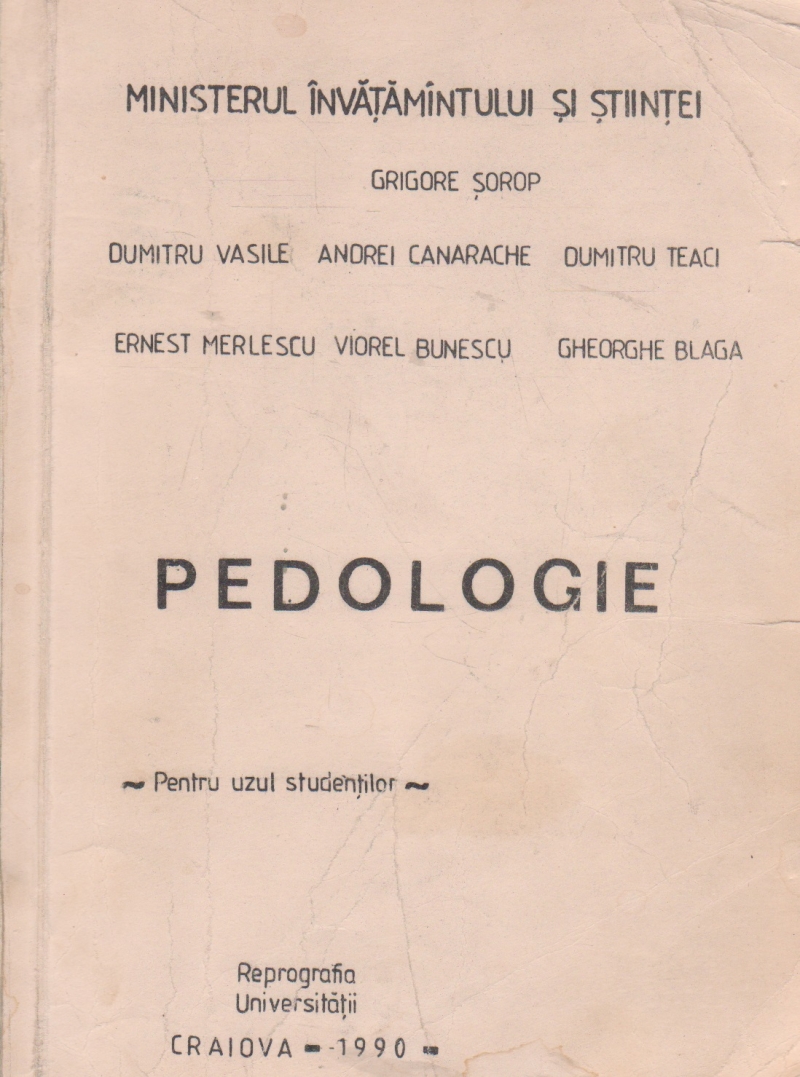 MINISTERUL ÎNVĂȚĂMÎNTULUI ȘI ȘTIINȚEI
GRIGORE ȘOROP
DUMITRU VASILE ANDREI CANARACHE DUMITRU TEACI
ERNEST MERLESCU VIOREL BUNESCU GHEORGHE BLAGA
PEDOLOGIE
~ Pentru uzul studenților ~
Reprografia
Universității
CRAIOVA - 1990 -